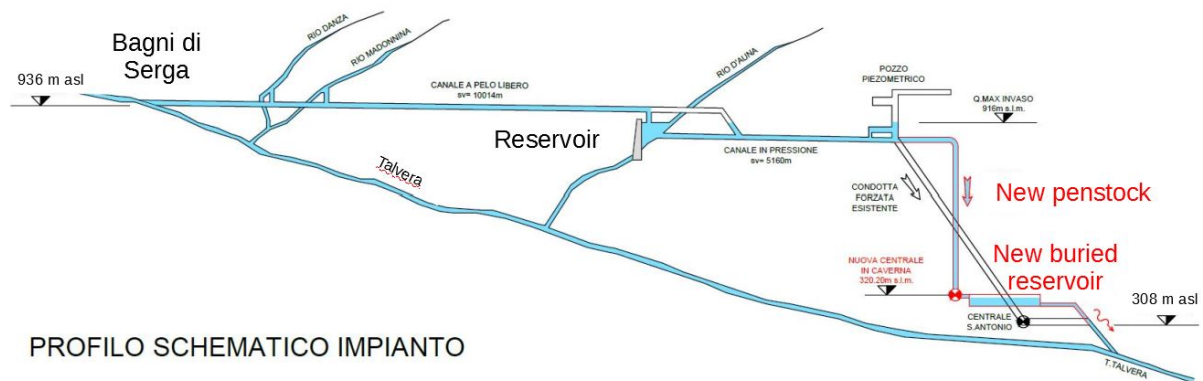 RIO DANZA
RIO MADONNINA
Bagni di
Serga
936 m asl
CANALE A PELO LIBERO
sv= 10014m
RIO D'AUNA
POZZO
PIEZOMETRICO
Q.MAX INVASO
916m s.l.m.
Reservoir
CANALE IN PRESSIONE
sv= 5160m
Talvera
CONDOTTA
FORZATA
ESISTENTE
New penstock
New buried
reservoir
NUOVA CENTRALE
IN CAVERNA
320.20m s.l.m.
308 m asl
CENTRALE
S.ANTONIO
T.TALVERA
PROFILO SCHEMATICO IMPIANTO